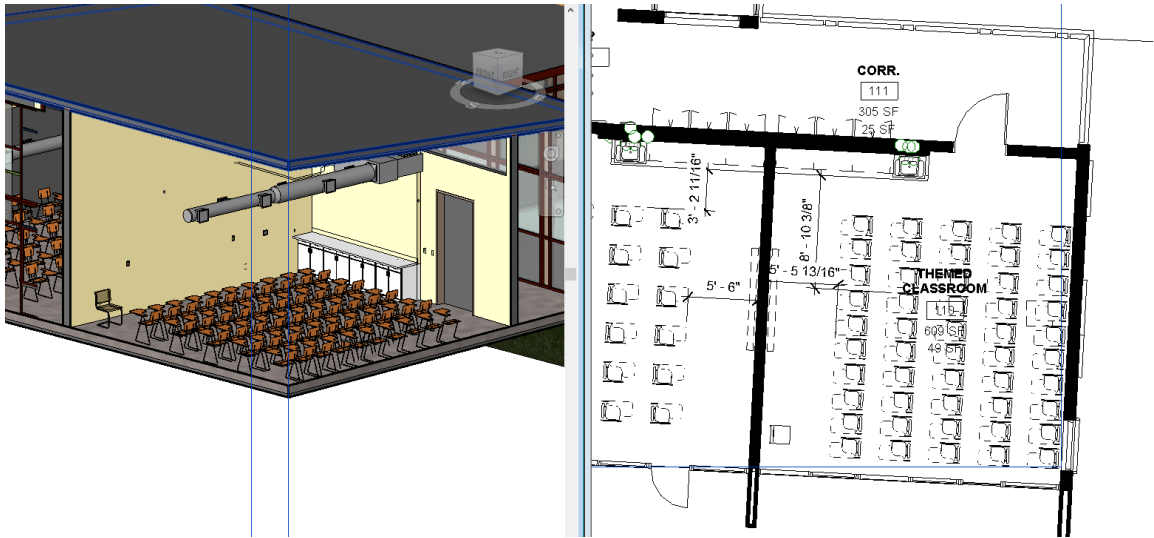 FRONT
RIGHT
S
CORR.
111
305 SF
25 SF
3' - 2 11/16"
8' - 10 3/8"
5' - 6"
5' - 5 13/16"
THEMED
CLASSROOM
110
609 SF
49 SF